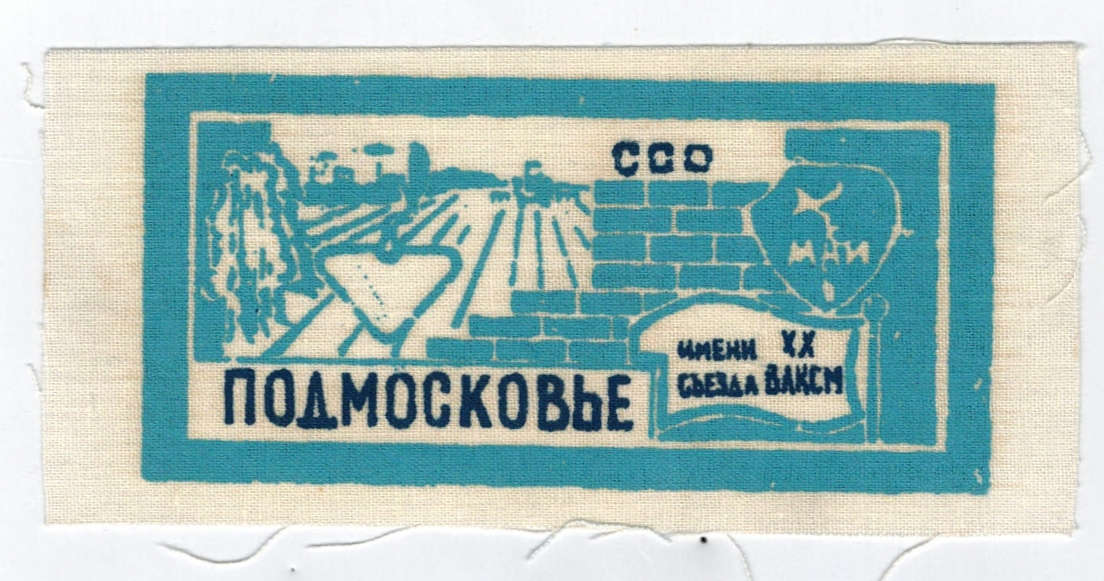 ССО
МАИ
ПОДМОСКОВЬЕ
ИМЕНИ XX
СЪЕЗДА ВЛКСМ